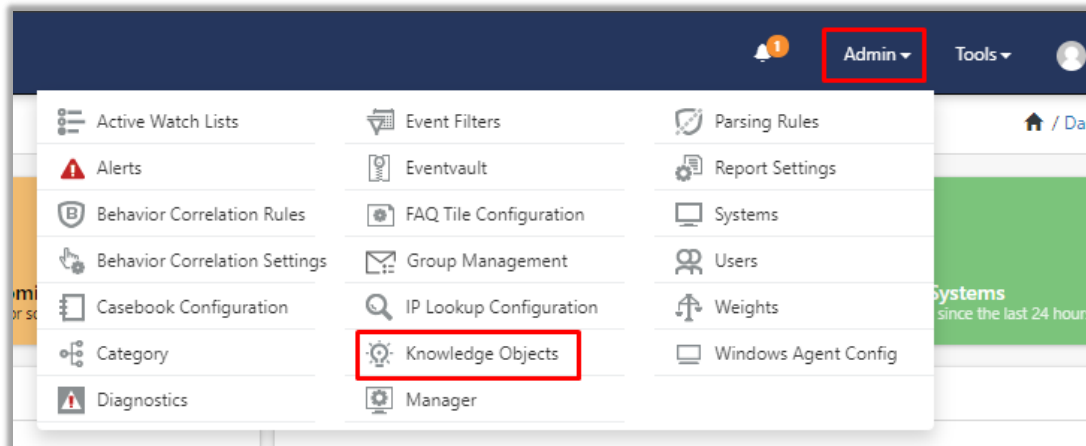 1
Admin
Tools
Active Watch Lists
Event Filters
Parsing Rules
/ Da
Alerts
Eventvault
Report Settings
Behavior Correlation Rules
FAQ Tile Configuration
Systems
Behavior Correlation Settings
Group Management
Users
Systems
since the last 24 hour
Casebook Configuration
IP Lookup Configuration
Weights
Category
Knowledge Objects
Windows Agent Config
Diagnostics
Manager